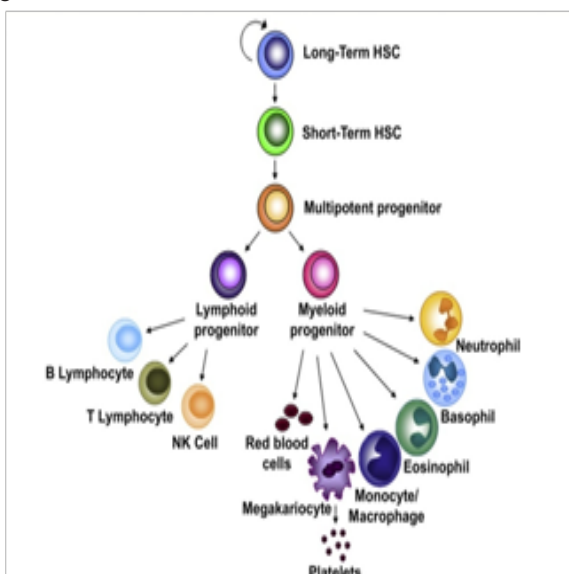 Long-Term HSC
Short-Term HSC
Multipotent progenitor
Lymphoid
progenitor
Myeloid
progenitor
Neutrophil
B Lymphocyte
T Lymphocyte
Basophil
NK Cell
Red blood
cells
Eosinophil
Megakariocyte
Monocyte/
Macrophage
Platelets